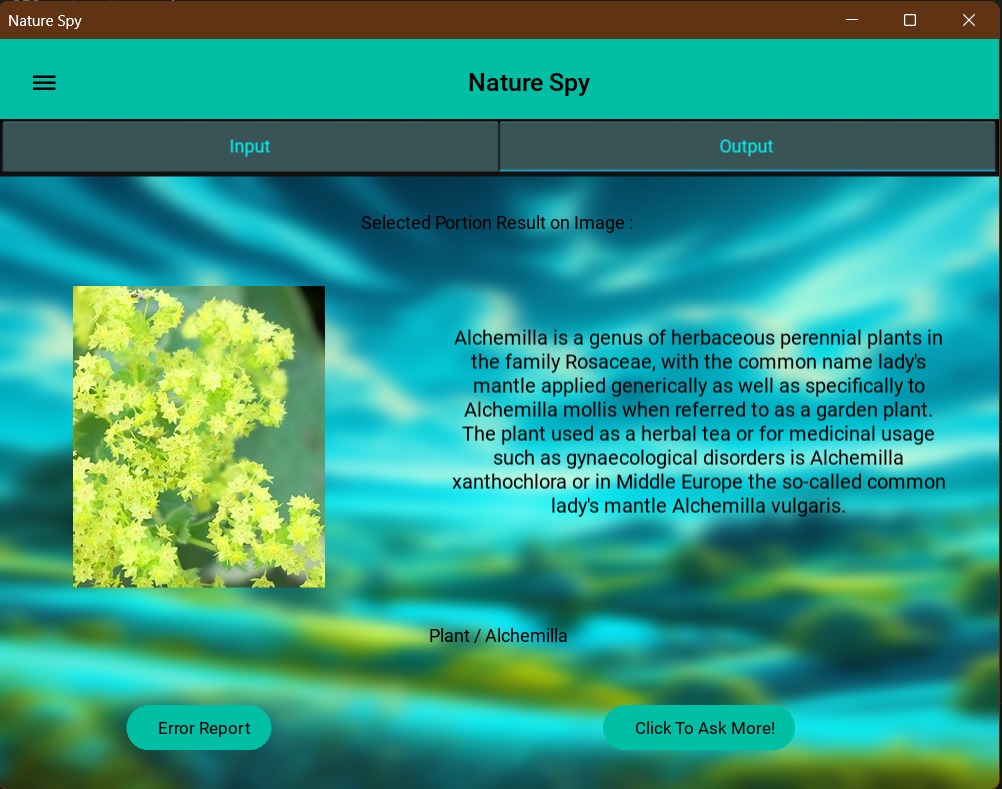 Nature Spy
Nature Spy
Input
Output
Selected Portion Result on Image :
Alchemilla is a genus of herbaceous perennial plants in
the family Rosaceae, with the common name lady's
mantle applied generically as well as specifically to
Alchemilla mollis when referred to as a garden plant.
The plant used as a herbal tea or for medicinal usage
such as gynaecological disorders is Alchemilla
xanthochlora or in Middle Europe the so-called common
lady's mantle Alchemilla vulgaris.
Plant / Alchemilla
Error Report
Click To Ask More!